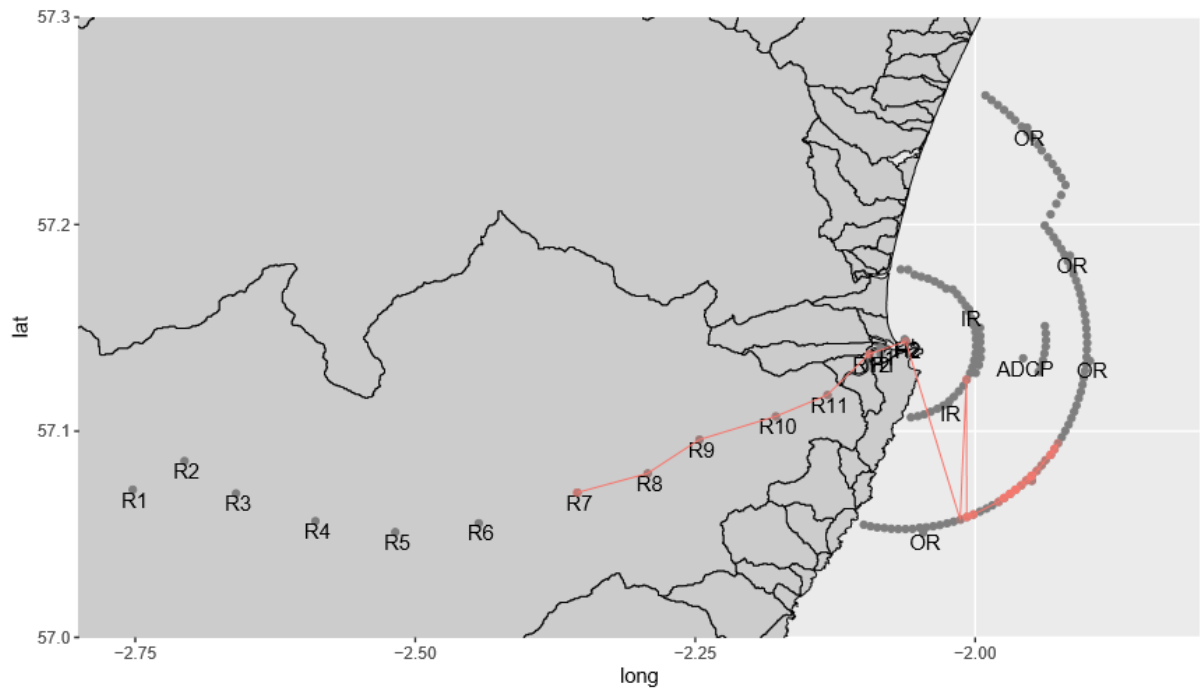 57.3
57.2
57.1
57.0
lat
OR
OR
IR
ADCP
OR
IR
R11
R10
R9
R8
R7
R2
R1
R3
R4
R5
R6
OR
−2.75
−2.50
−2.25
−2.00
long